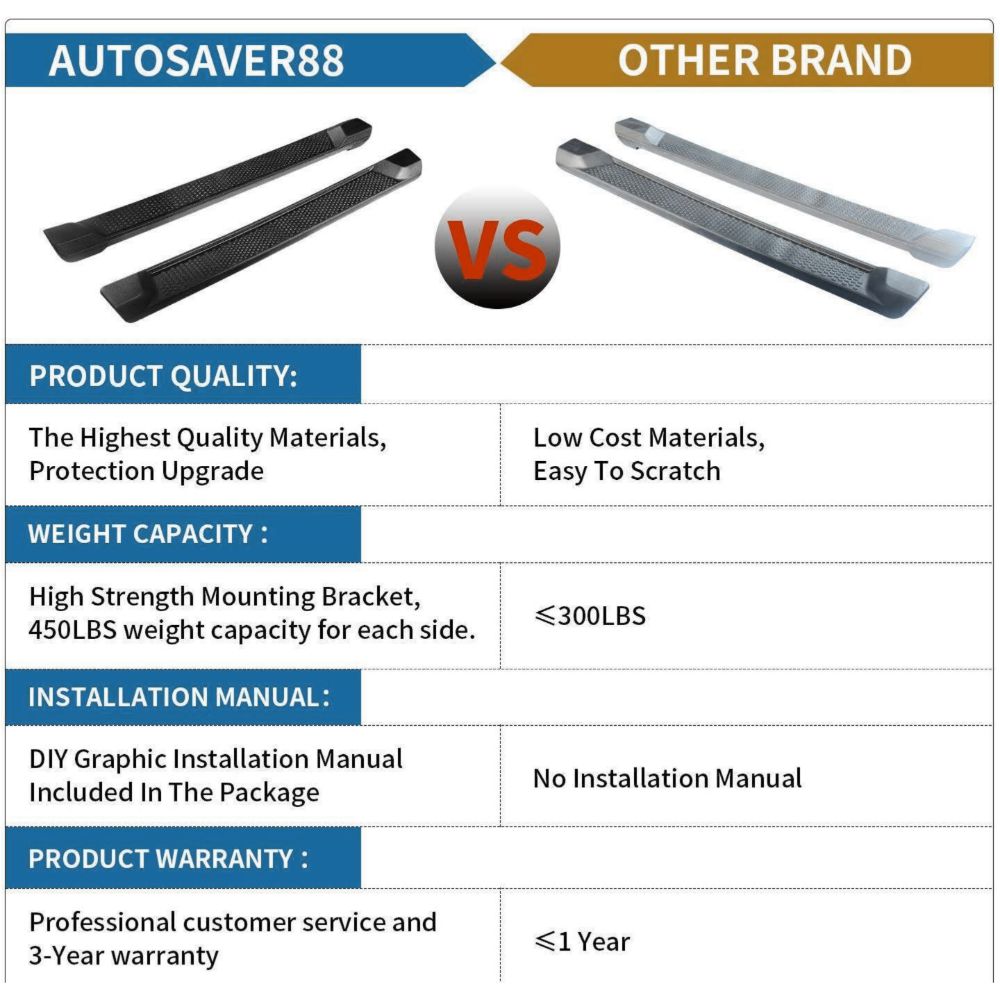 AUTOSAVER88
OTHER BRAND
VS
PRODUCT QUALITY:
The Highest Quality Materials,
Protection Upgrade
Low Cost Materials,
Easy To Scratch
WEIGHT CAPACITY :
High Strength Mounting Bracket,
450LBS weight capacity for each side.
≤300LBS
INSTALLATION MANUAL:
DIY Graphic Installation Manual
Included In The Package
No Installation Manual
PRODUCT WARRANTY :
Professional customer service and
3-Year warranty
≤1 Year